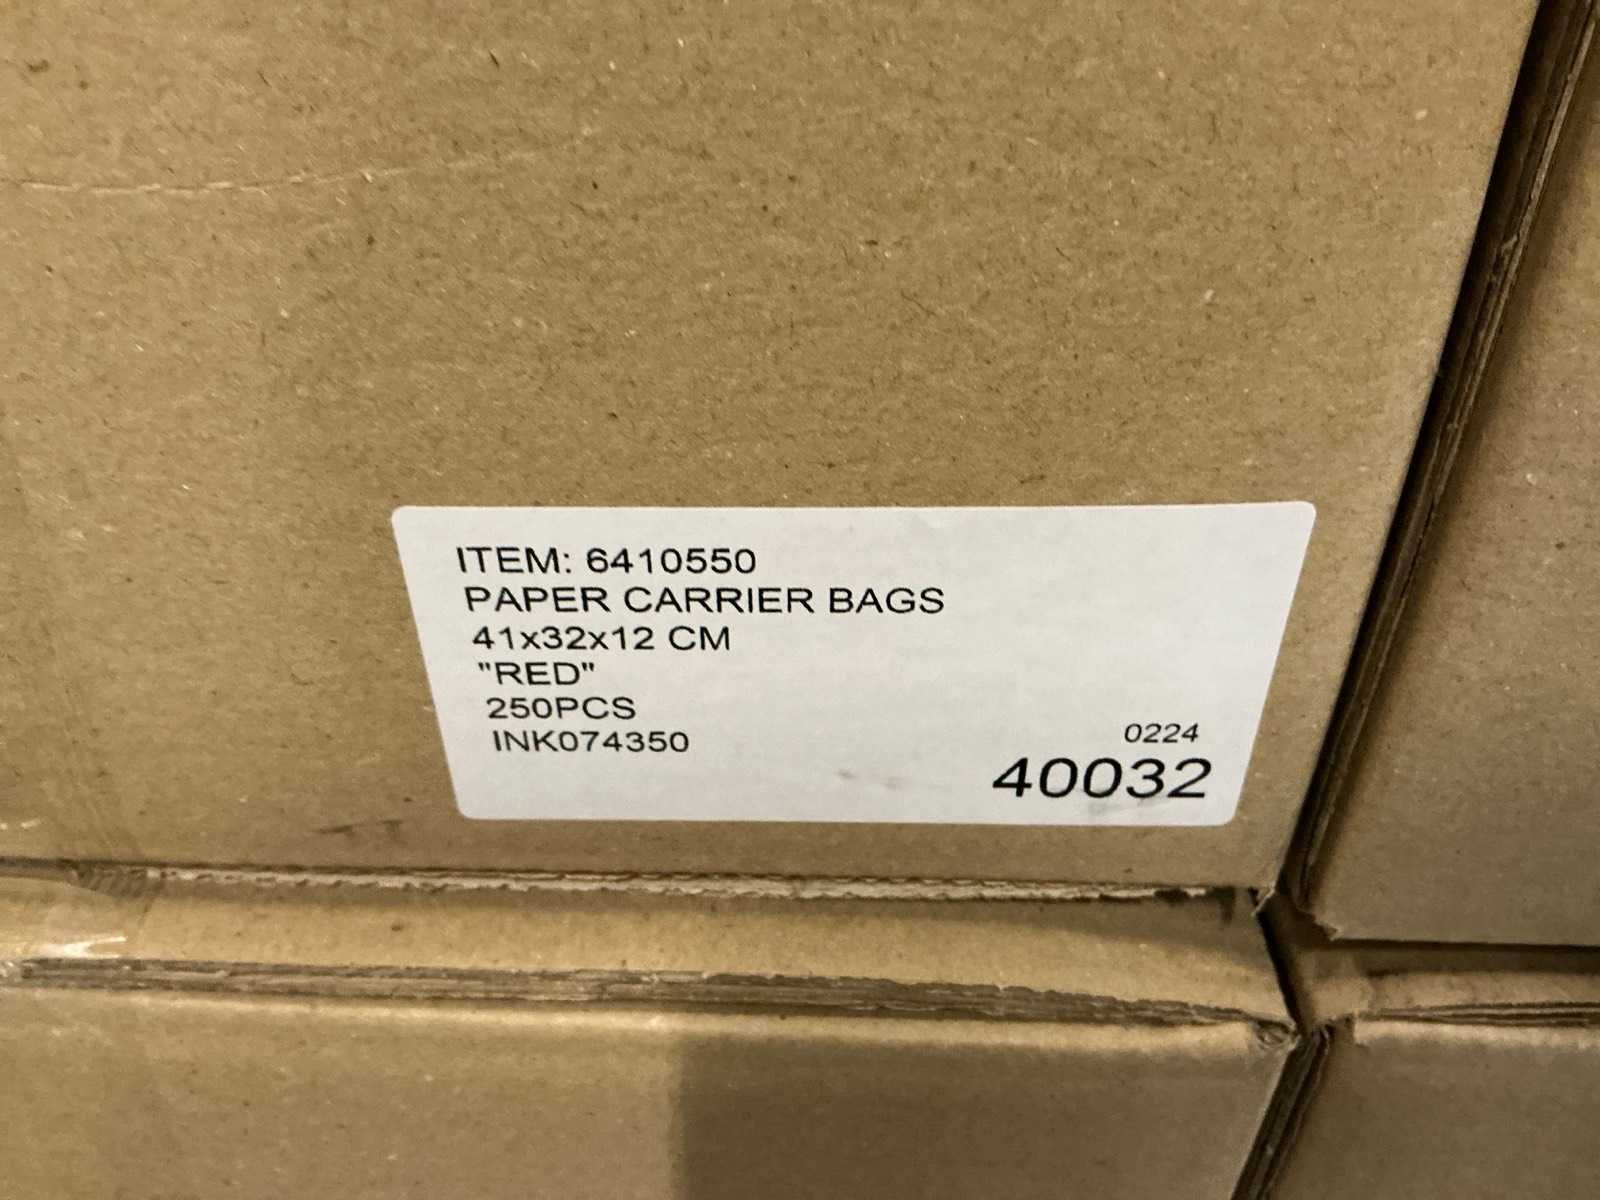 ITEM: 6410550
PAPER CARRIER BAGS
41x32x12 CM
"RED"
250PCS
INK074350
0224
40032